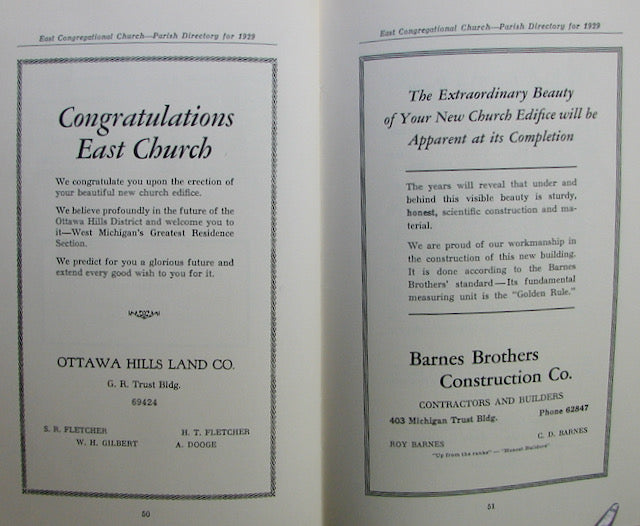 East Congregational Church—Parish Directory for 1929
Congratulations
East Church
We congratulate you upon the erection of
your beautiful new church edifice.
We believe profoundly in the future of the
Ottawa Hills District and welcome you to
it—West Michigan's Greatest Residence
Section.
We predict for you a glorious future and
extend every good wish to you for it.
OTTAWA HILLS LAND CO.
G. R. Trust Bldg.
69424
S. R. FLETCHER H. T. FLETCHER
W. H. GILBERT A. DOOGE
50
East Congregational Church—Parish Directory for 1929
The Extraordinary Beauty
of Your New Church Edifice will be
Apparent at its Completion
The years will reveal that under and
behind this visible beauty is sturdy,
honest, scientific construction and ma-
terial.
We are proud of our workmanship in
the construction of this new building.
It is done according to the Barnes
Brothers' standard—Its fundamental
measuring unit is the "Golden Rule."
Barnes Brothers
Construction Co.
CONTRACTORS AND BUILDERS
403 Michigan Trust Bldg. Phone 62847
ROY BARNES C. D. BARNES
"Up from the ranks" — "Honest Builders"
51